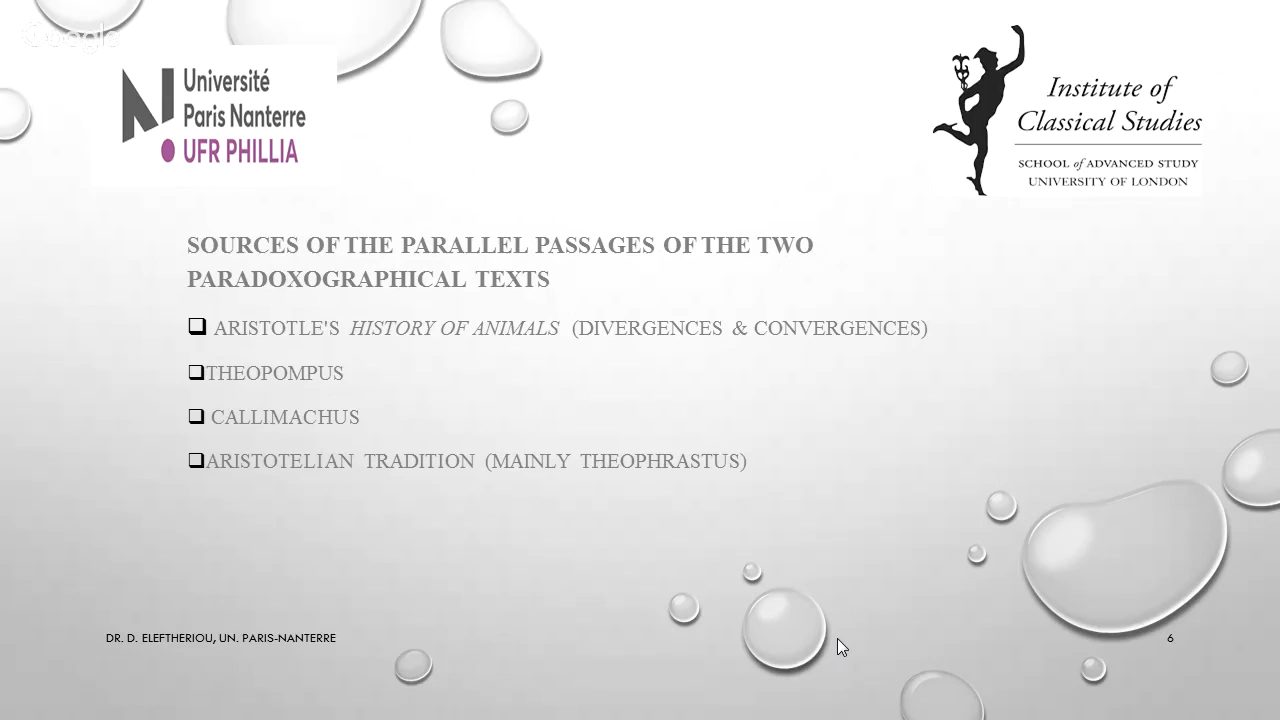 Google
Université
Paris Nanterre
UFR PHILLIA
Institute of
Classical Studies
SCHOOL of ADVANCED STUDY
UNIVERSITY OF LONDON
SOURCES OF THE PARALLEL PASSAGES OF THE TWO
PARADOXOGRAPHICAL TEXTS
ARISTOTLE'S HISTORY OF ANIMALS (DIVERGENCES & CONVERGENCES)
THEOPOMPUS
CALLIMACHUS
ARISTOTELIAN TRADITION (MAINLY THEOPHRASTUS)
DR. D. ELEFTHERIOU, UN. PARIS-NANTERRE
6